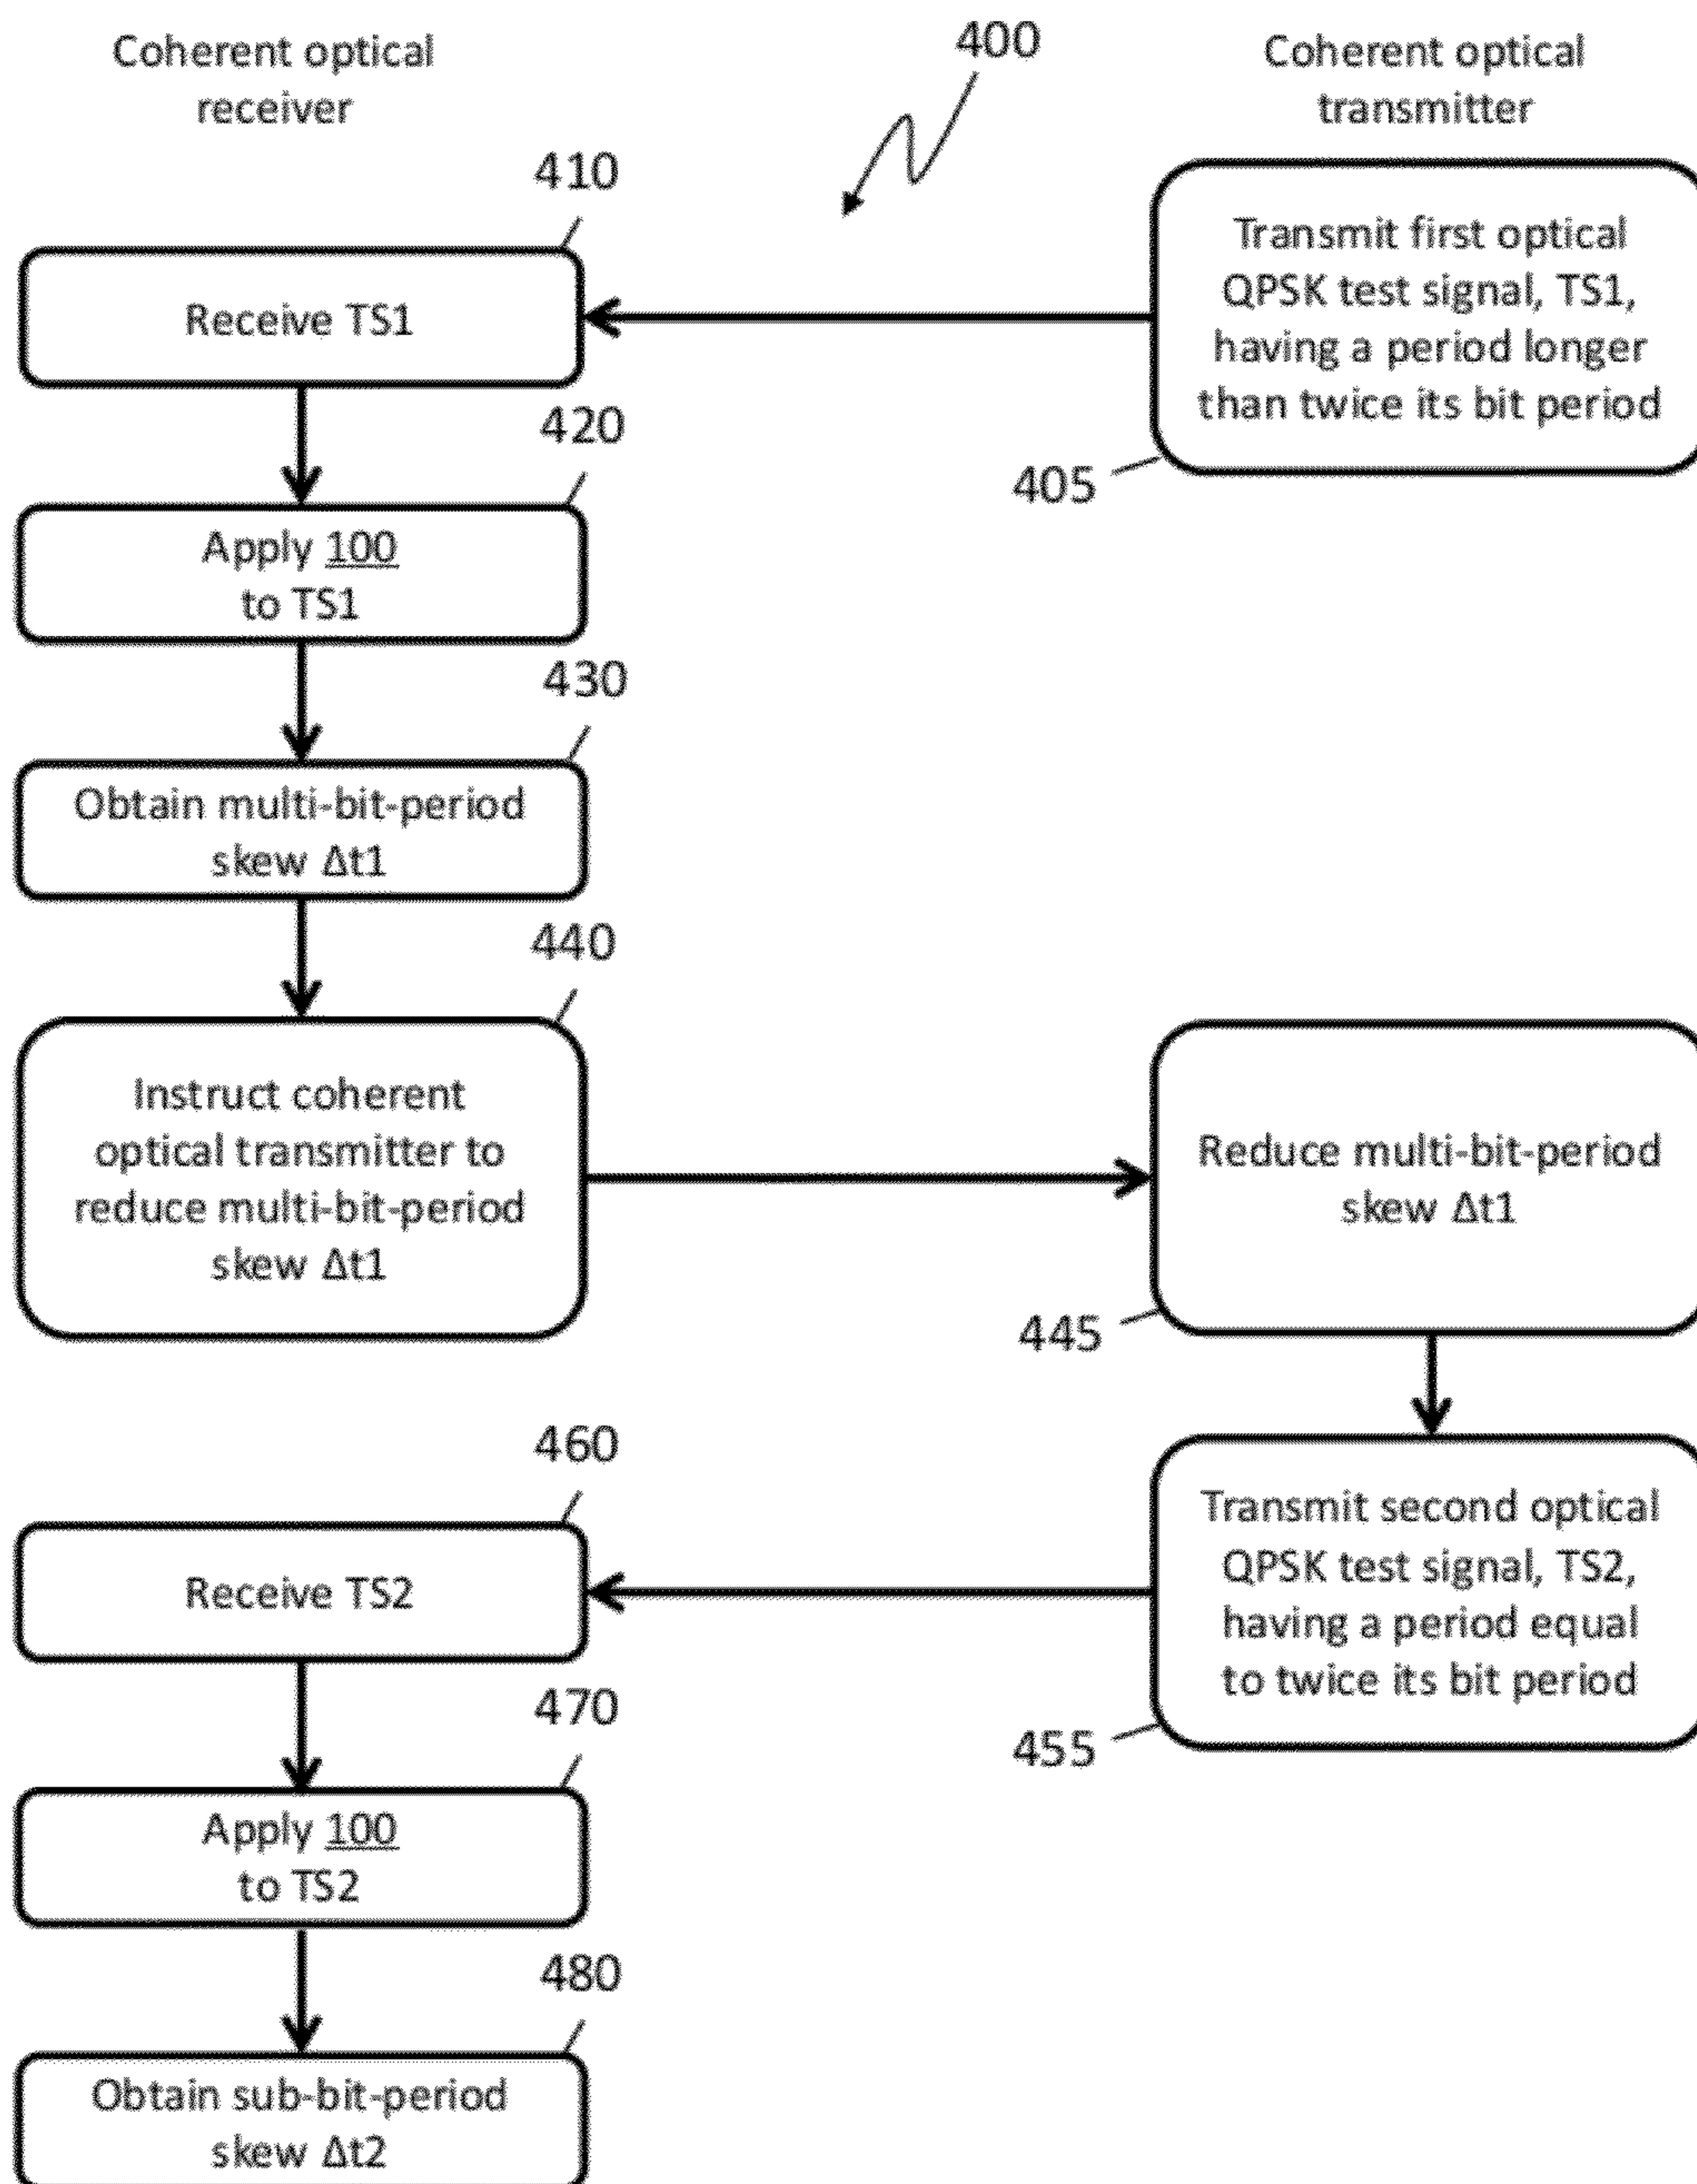 Coherent optical
receiver
400
Coherent optical
transmitter
410
Receive TS1
Transmit first optical
QPSK test signal, TS1,
having a period longer
than twice its bit period
405
420
Apply 100
to TS1
430
Obtain multi-bit-period
skew Δt1
440
Instruct coherent
optical transmitter to
reduce multi-bit-period
skew Δt1
Reduce multi-bit-period
skew Δt1
445
460
Receive TS2
Transmit second optical
QPSK test signal, TS2,
having a period equal
to twice its bit period
455
470
Apply 100
to TS2
480
Obtain sub-bit-period
skew Δt2